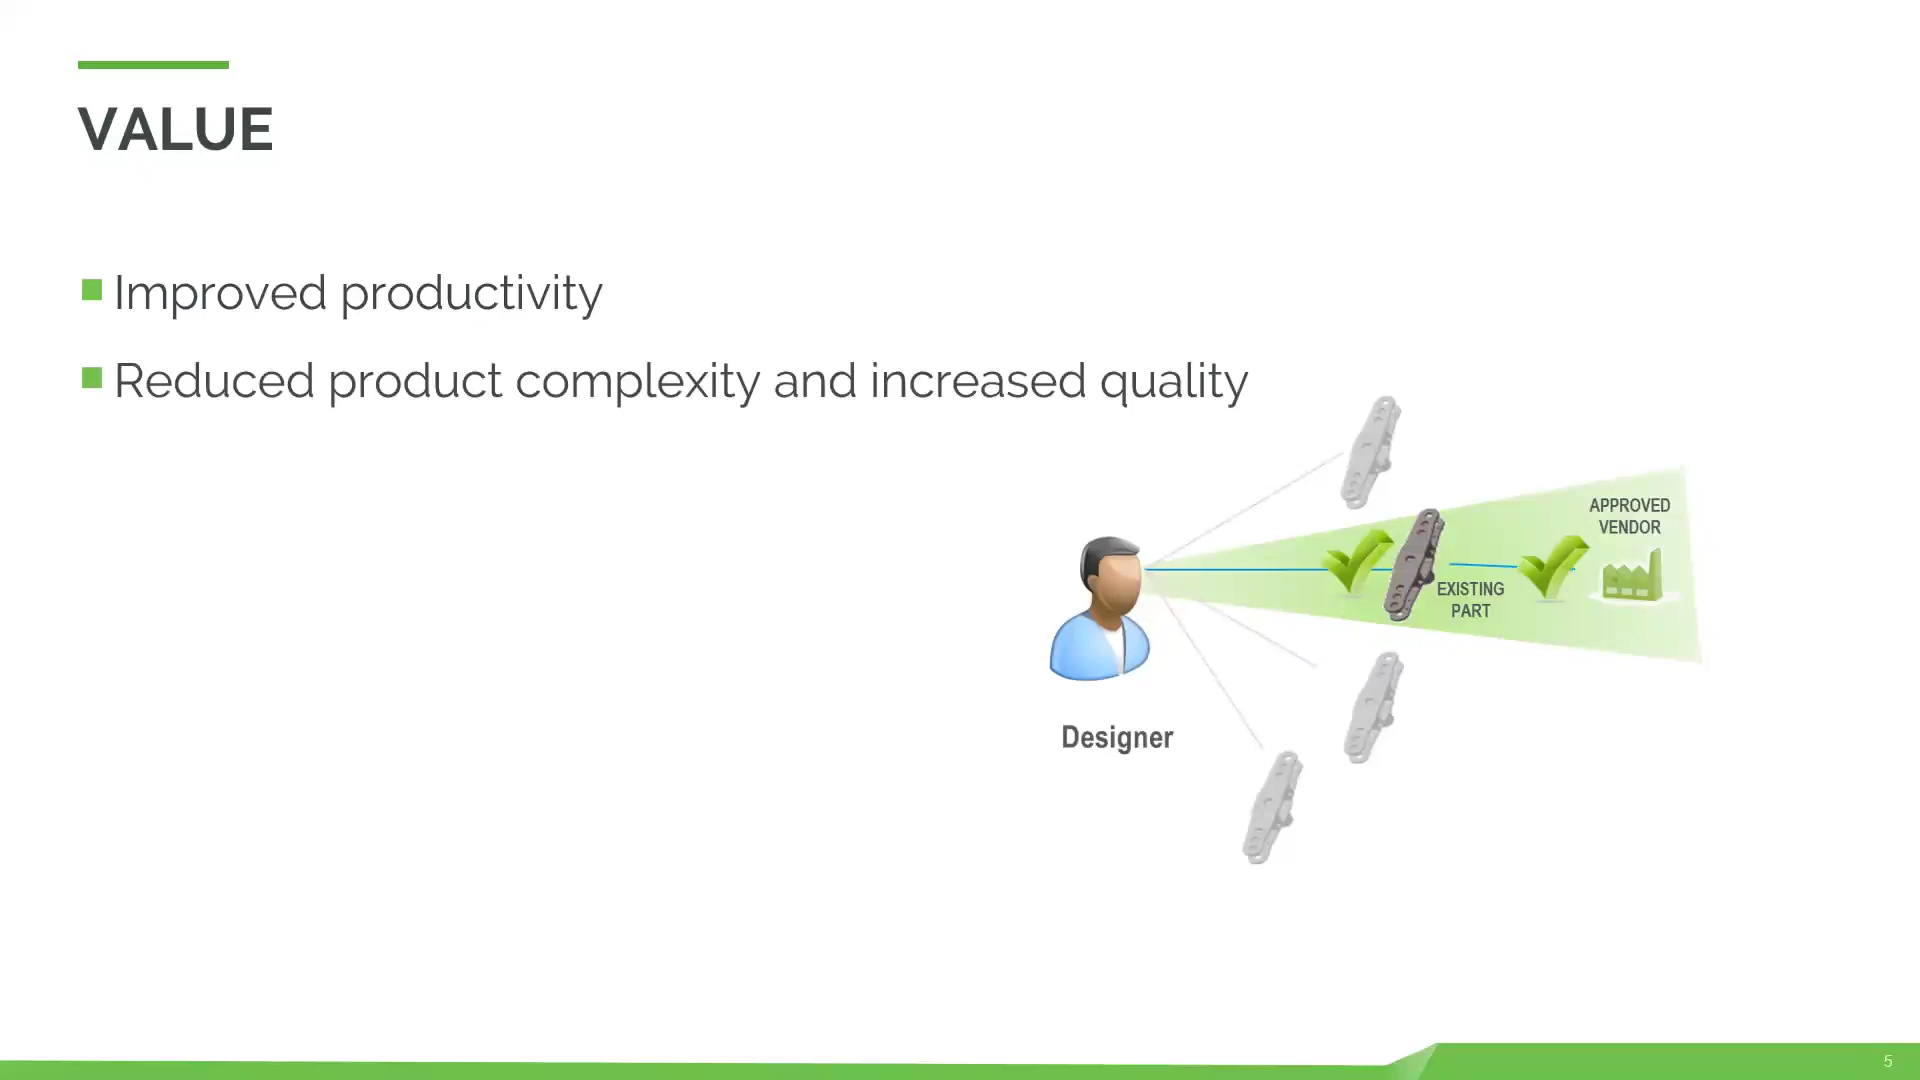 VALUE
Improved productivity
Reduced product complexity and increased quality
APPROVED
VENDOR
EXISTING
PART
Designer
5